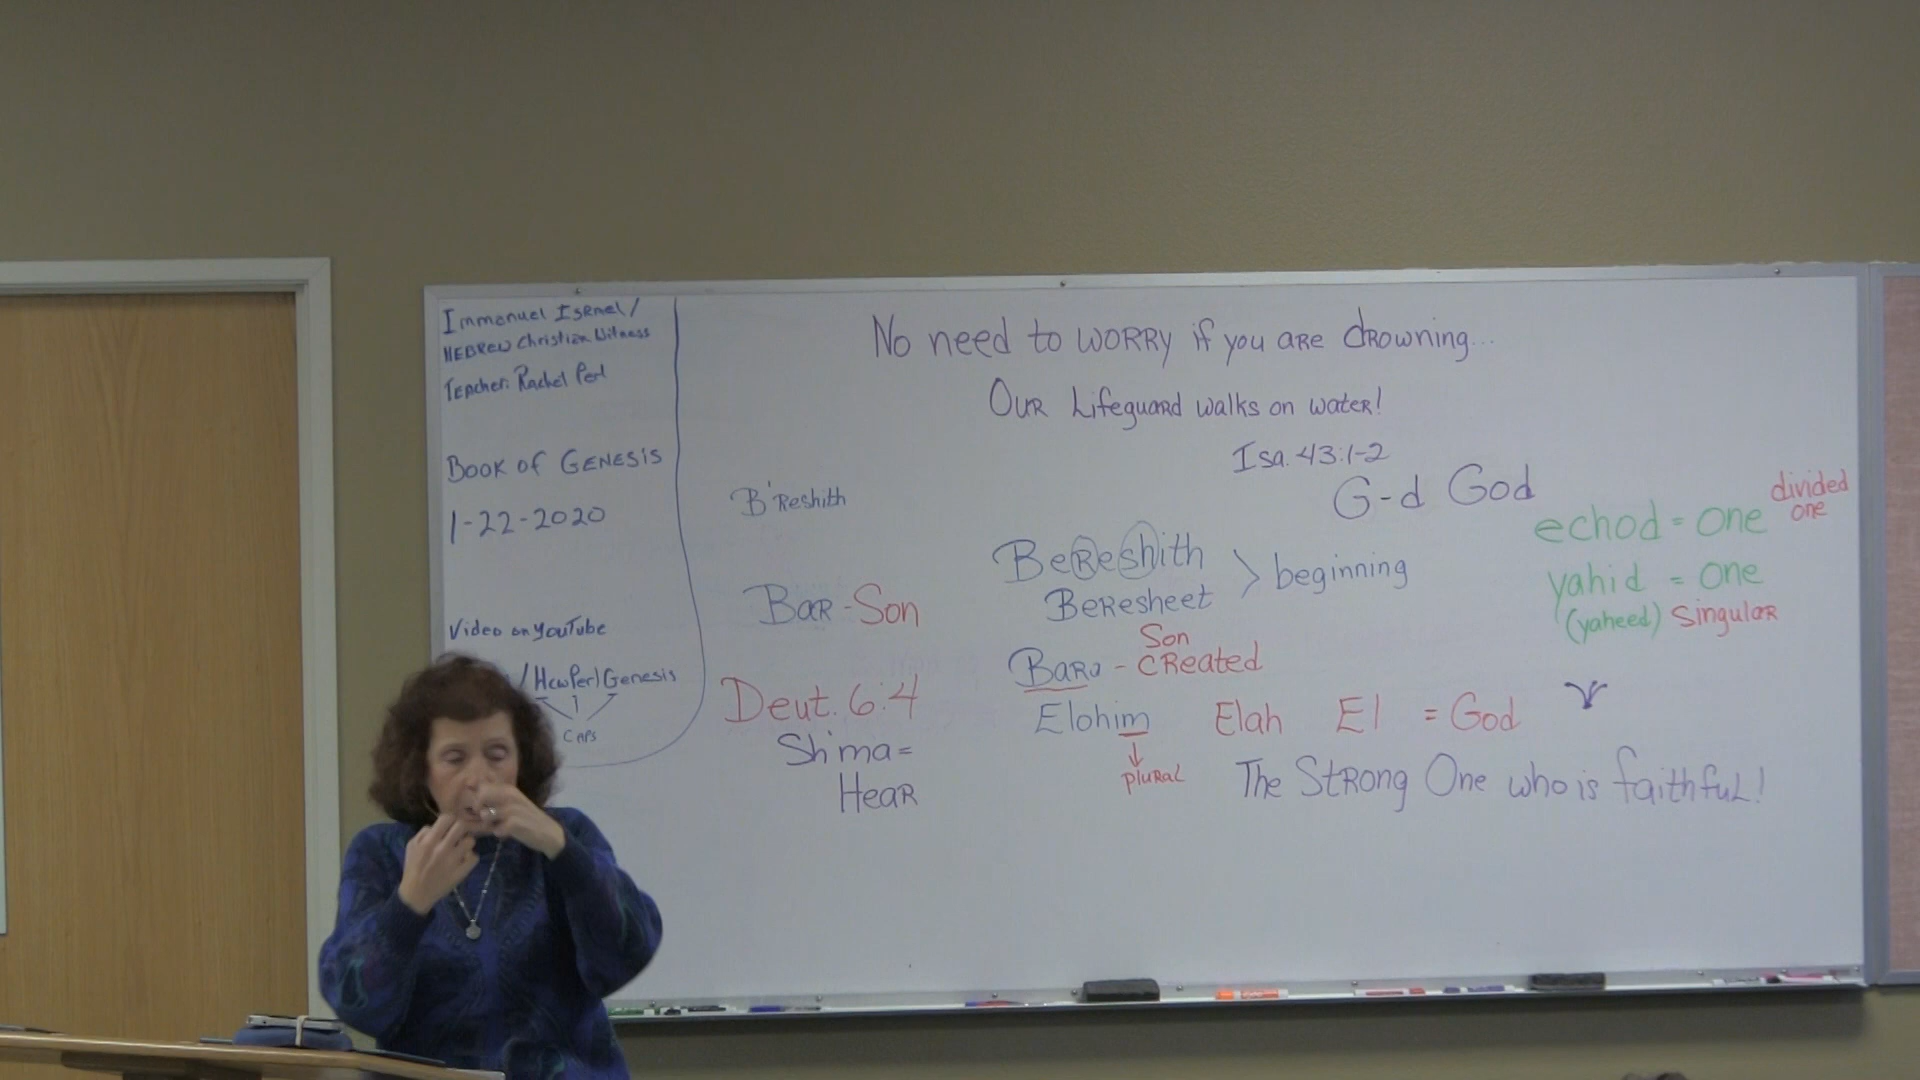 Immanuel Israel/
HEBREW Christian Witness
Teacher: Rachel Perl
BOOK of GENESIS
1-22-2020
Video on YouTube
/HcwPerlGenesis
CAPS
No need to WORRY if you ARE drowning...
OUR Lifeguard walks on water!
Isa. 43:1-2
G-d God
B'Reshith
BeReshith
Beresheet
> beginning
echod = one
divided
one
yahid = one
(yaheed) Singular
BaR - Son
Son
Bara - CReated
Deut. 6:4
Sh'ma =
HeaR
Elohim Elah El = God
↓
pluRaL
The StRong One who is faithfuL!